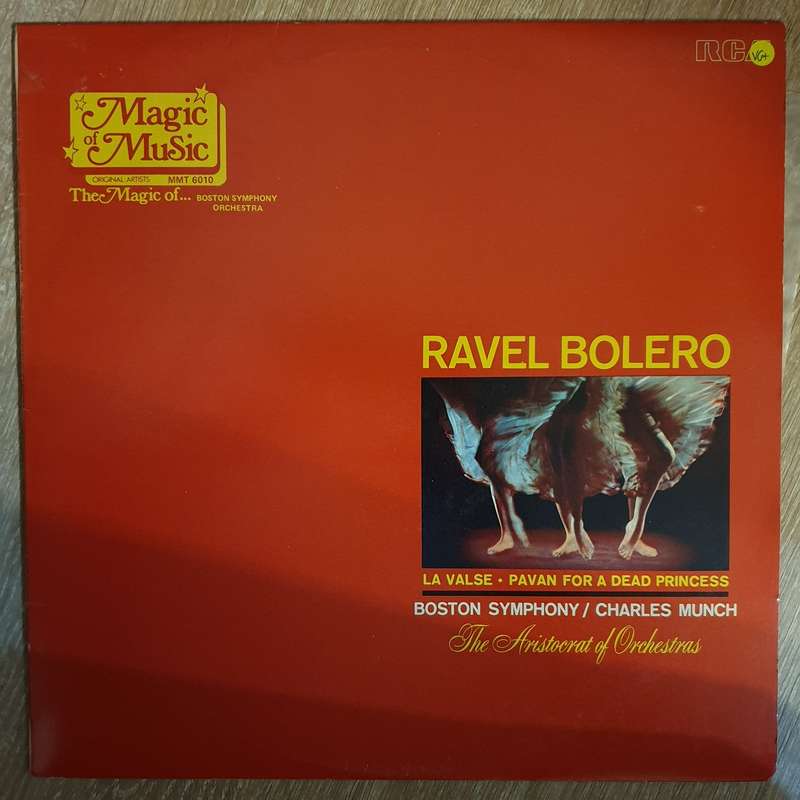 RCA
VG+
Magic
of
Music
ORIGINAL ARTISTS MMT 6010
The Magic of... BOSTON SYMPHONY
ORCHESTRA
RAVEL BOLERO
LA VALSE • PAVAN FOR A DEAD PRINCESS
BOSTON SYMPHONY / CHARLES MUNCH
The Aristocrat of Orchestras